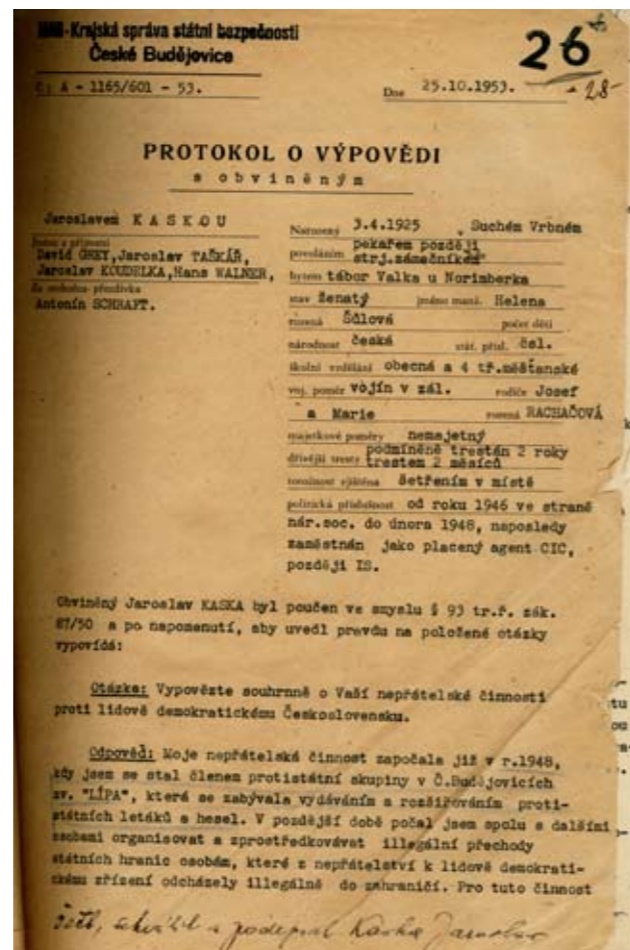 Krajská správa státní bezpečnosti
České Budějovice
26
Č: A - 1165/601 - 53.
Dne 25.10.1953.
- 28 -
PROTOKOL O VÝPOVĚDI
s obviněným
Jaroslavem KASKOU
Jméno a příjmení
David GREY, Jaroslav TAŠKÁŘ,
Jaroslav KOUDELKA, Hans WALNER,
Antonín SCHRAFT.
Narozený 3.4.1925 , Suchém Vrbném
povoláním pekařem později
strj.zámečníkem
bytem tábor Valka u Norimberka
stav ženatý jméno manž. Helena
rozená Šůlová počet dětí
národnost česká stát. přísl. čsl.
školní vzdělání obecná a 4 tř.měšťanské
voj. poměr vojín v zál. rodiče Josef
a Marie rozená RACHAČOVÁ
majetkové poměry nemajetný
dřívější tresty podmíněně trestán 2 roky
trestem 2 měsíců
totožnost zjištěna šetřením v místě
politická příslušnost od roku 1946 ve straně
nár.soc. do února 1948, naposledy
zaměstnán jako placený agent CIC,
později IS.
Obviněný Jaroslav KASKA byl poučen ve smyslu § 93 tr.ř. zák.
87/50 a po napomenutí, aby uvedl pravdu na položené otázky
vypovídá:
Otázka: Vypovězte souhrnně o Vaší nepřátelské činnosti
proti lidově demokratickému Československu.
Odpověď: Moje nepřátelská činnost započala již v r.1948,
kdy jsem se stal členem protistátní skupiny v Č.Budějovicích
zv. "LÍPA", která se zabývala vydáváním a rozšiřováním proti-
státních letáků a hesel. V pozdější době počal jsem spolu s dalšími
osobami organisovat a zprostředkovávat illegální přechody
státních hranic osobám, které z nepřátelství k lidově demokrati-
ckému zřízení odcházely illegálně do zahraničí. Pro tuto činnost
četl, schválil a podepsal Kaska Jaroslav